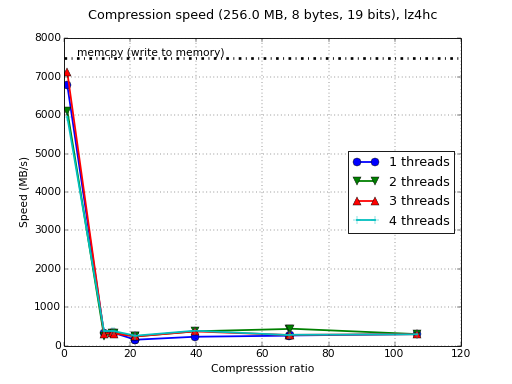 Compression speed (256.0 MB, 8 bytes, 19 bits), lz4hc
8000
7000
6000
5000
4000
3000
2000
1000
0
Speed (MB/s)
memcpy (write to memory)
1 threads
2 threads
3 threads
4 threads
0 20 40 60 80 100 120
Compresssion ratio